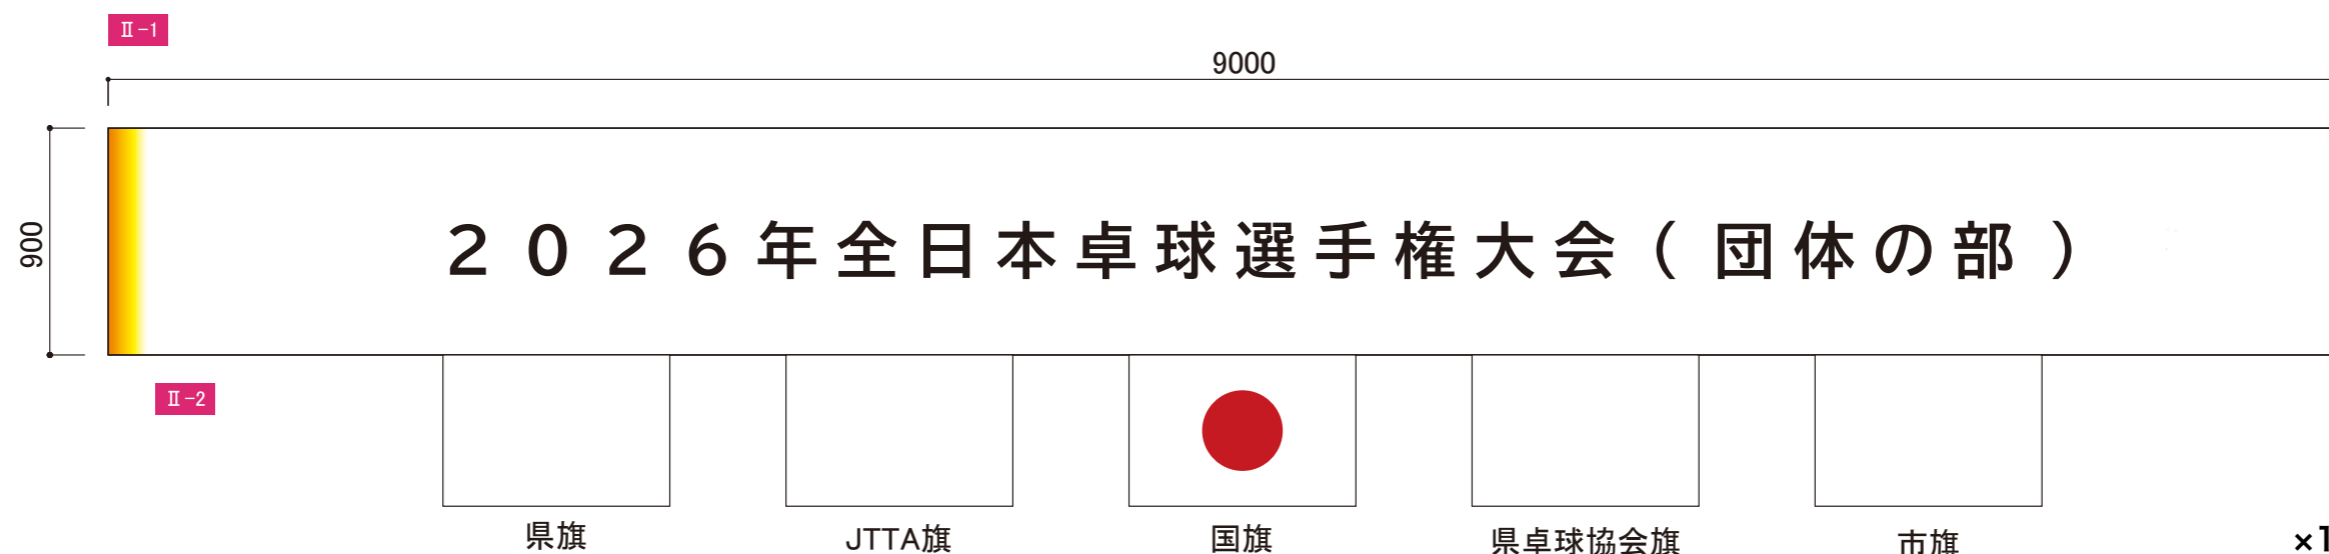 Ⅱ-1
9000
900
２０２６年全日本卓球選手権大会（団体の部）
Ⅱ-2
県旗
JTTA旗
国旗
県卓球協会旗
市旗
×1